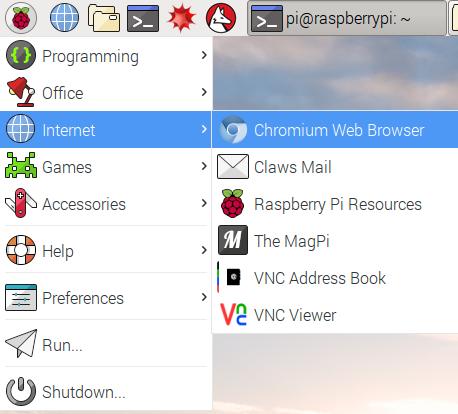 pi@raspberrypi: ~
Programming
Office
Internet
Games
Accessories
Help
Preferences
Run...
Shutdown...
Chromium Web Browser
Claws Mail
Raspberry Pi Resources
The MagPi
VNC Address Book
VNC Viewer